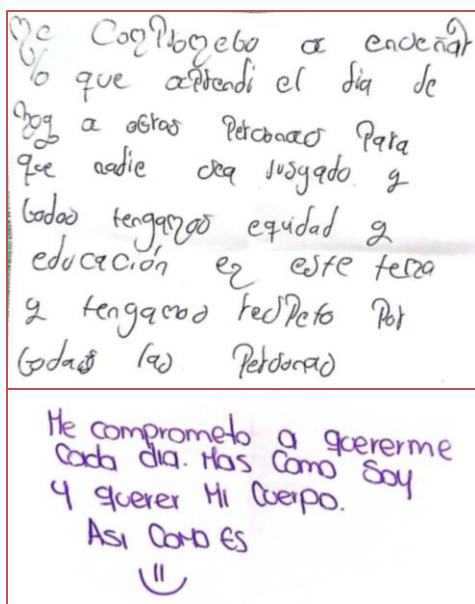 Me Comprometo a enseñar
lo que aprendi el dia de
hoy a otras Personas Para
que nadie sea Jusgado y
todos tengamos equidad y
educación en este tema
y tengamos resPeto Por
todas las Personas
Me comprometo a quererme
Cada dia. Mas Como Soy
y querer Mi Cuerpo.
Asi Como Es